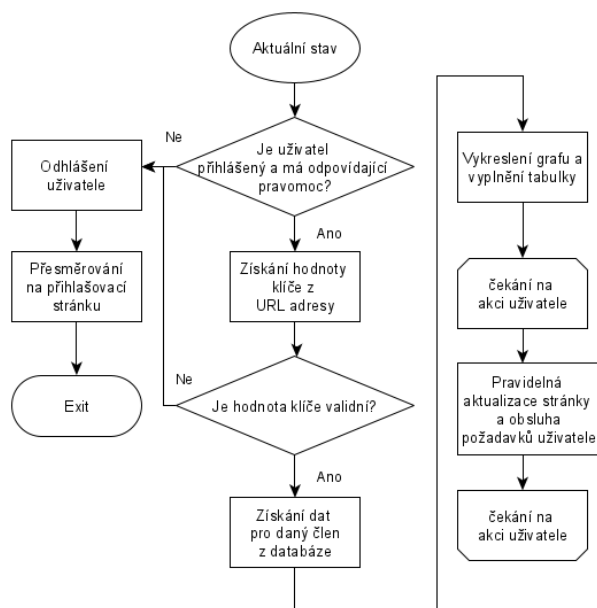 Aktuální stav
Je uživatel
přihlášený a má odpovídající
pravomoc?
Ne
Odhlášení
uživatele
Přesměrování
na přihlašovací
stránku
Exit
Ano
Získání hodnoty
klíče z
URL adresy
Ne
Je hodnota klíče validní?
Ano
Získání dat
pro daný člen
z databáze
Vykreslení grafu a
vyplnění tabulky
čekání na
akci uživatele
Pravidelná
aktualizace stránky
a obsluha
požadavků uživatele
čekání na
akci uživatele